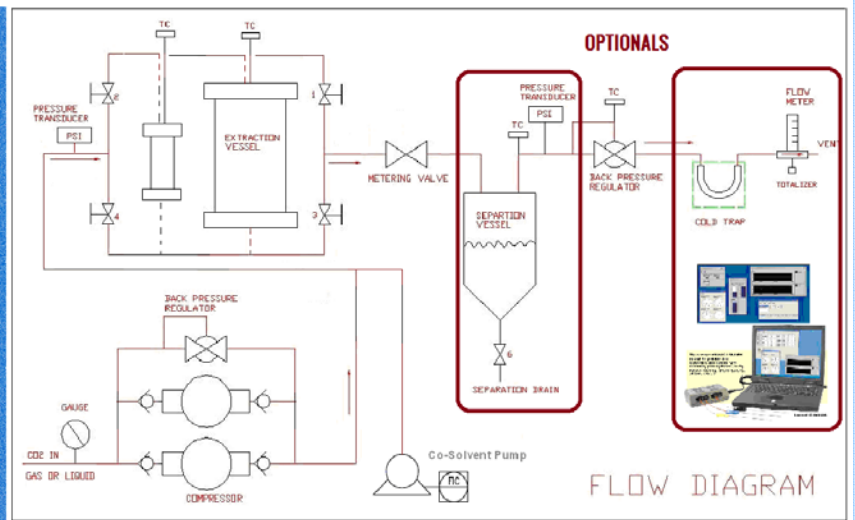 OPTIONALS
TC
TC
2
1
PRESSURE
TRANSDUCER
PSI
EXTRACTION
VESSEL
4
3
METERING VALVE
PRESSURE
TRANSDUCER
TC
PSI
SEPARTION
VESSEL
6
SEPARATION DRAIN
TC
BACK PRESSURE
REGULATOR
FLOW
METER
VENT
TOTALIZER
COLD TRAP
BACK PRESSURE
REGULATOR
GAUGE
CO2 IN
GAS OR LIQUID
COMPRESSOR
Co-Solvent Pump
FLOW DIAGRAM